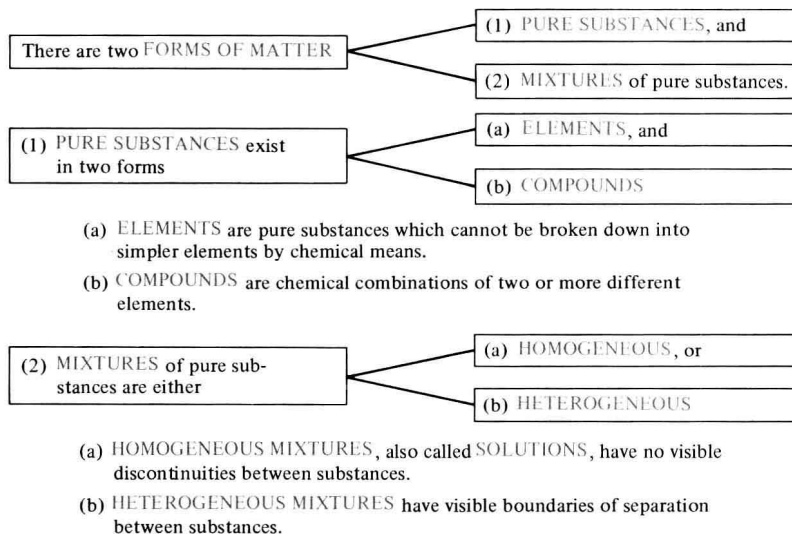 There are two FORMS OF MATTER
(1) PURE SUBSTANCES, and
(2) MIXTURES of pure substances.
(1) PURE SUBSTANCES exist
in two forms
(a) ELEMENTS, and
(b) COMPOUNDS
(a) ELEMENTS are pure substances which cannot be broken down into
simpler elements by chemical means.
(b) COMPOUNDS are chemical combinations of two or more different
elements.
(2) MIXTURES of pure sub-
stances are either
(a) HOMOGENEOUS, or
(b) HETEROGENEOUS
(a) HOMOGENEOUS MIXTURES, also called SOLUTIONS, have no visible
discontinuities between substances.
(b) HETEROGENEOUS MIXTURES have visible boundaries of separation
between substances.